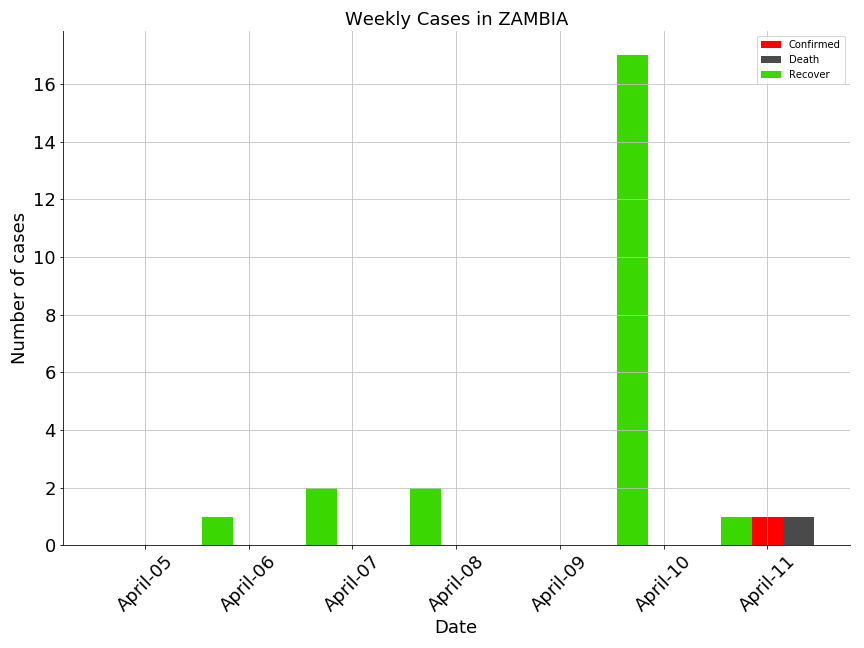 Weekly Cases in ZAMBIA
Confirmed
Death
Recover
Number of cases
16
14
12
10
8
6
4
2
0
April-05
April-06
April-07
April-08
April-09
April-10
April-11
Date